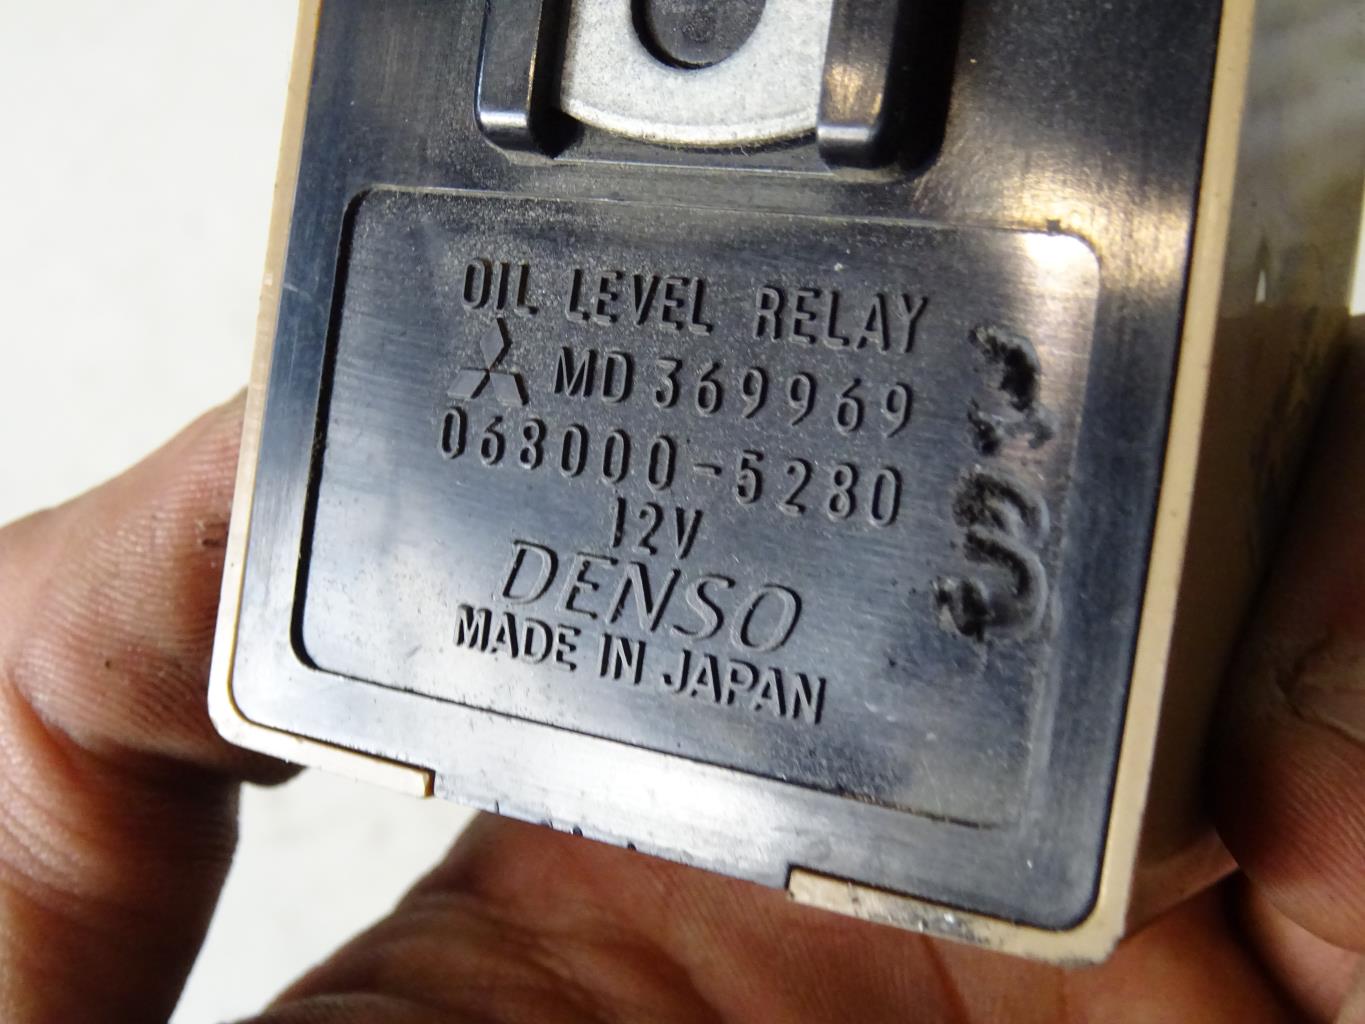 OIL LEVEL RELAY
MD369969
068000-5280
12V
DENSO
MADE IN JAPAN